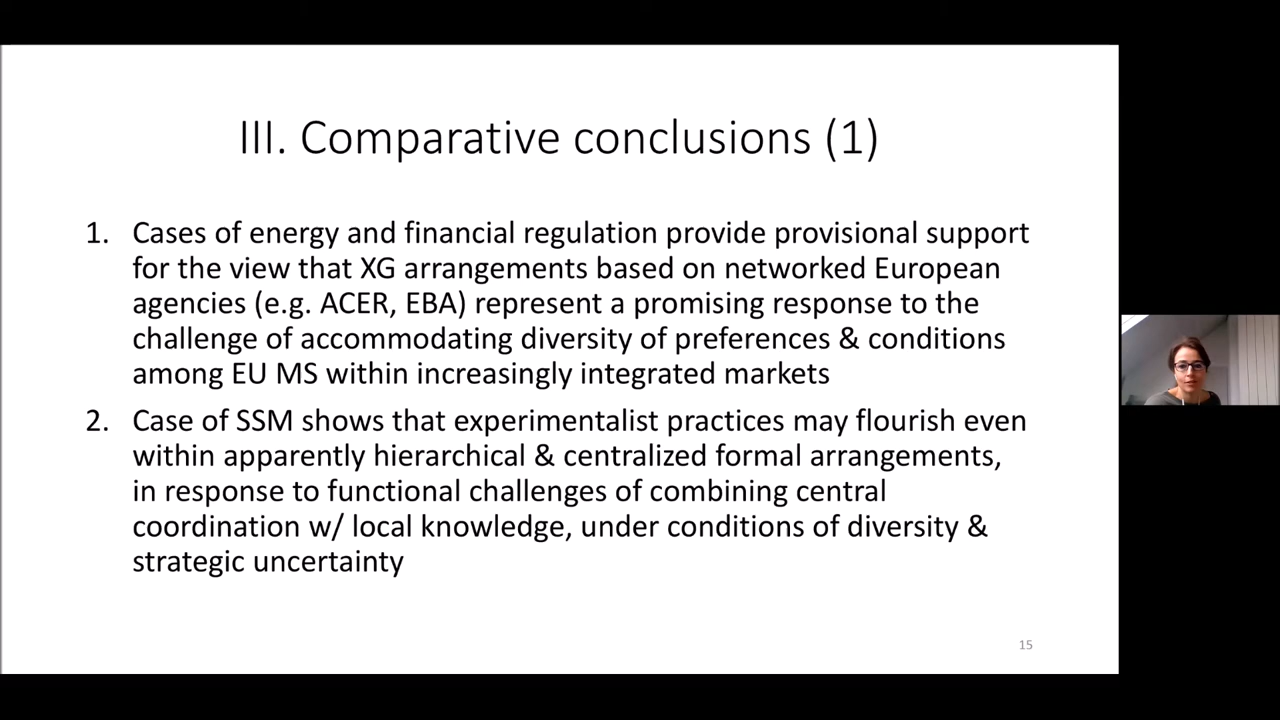 III. Comparative conclusions (1)
1. Cases of energy and financial regulation provide provisional support
for the view that XG arrangements based on networked European
agencies (e.g. ACER, EBA) represent a promising response to the
challenge of accommodating diversity of preferences & conditions
among EU MS within increasingly integrated markets
2. Case of SSM shows that experimentalist practices may flourish even
within apparently hierarchical & centralized formal arrangements,
in response to functional challenges of combining central
coordination w/ local knowledge, under conditions of diversity &
strategic uncertainty
15